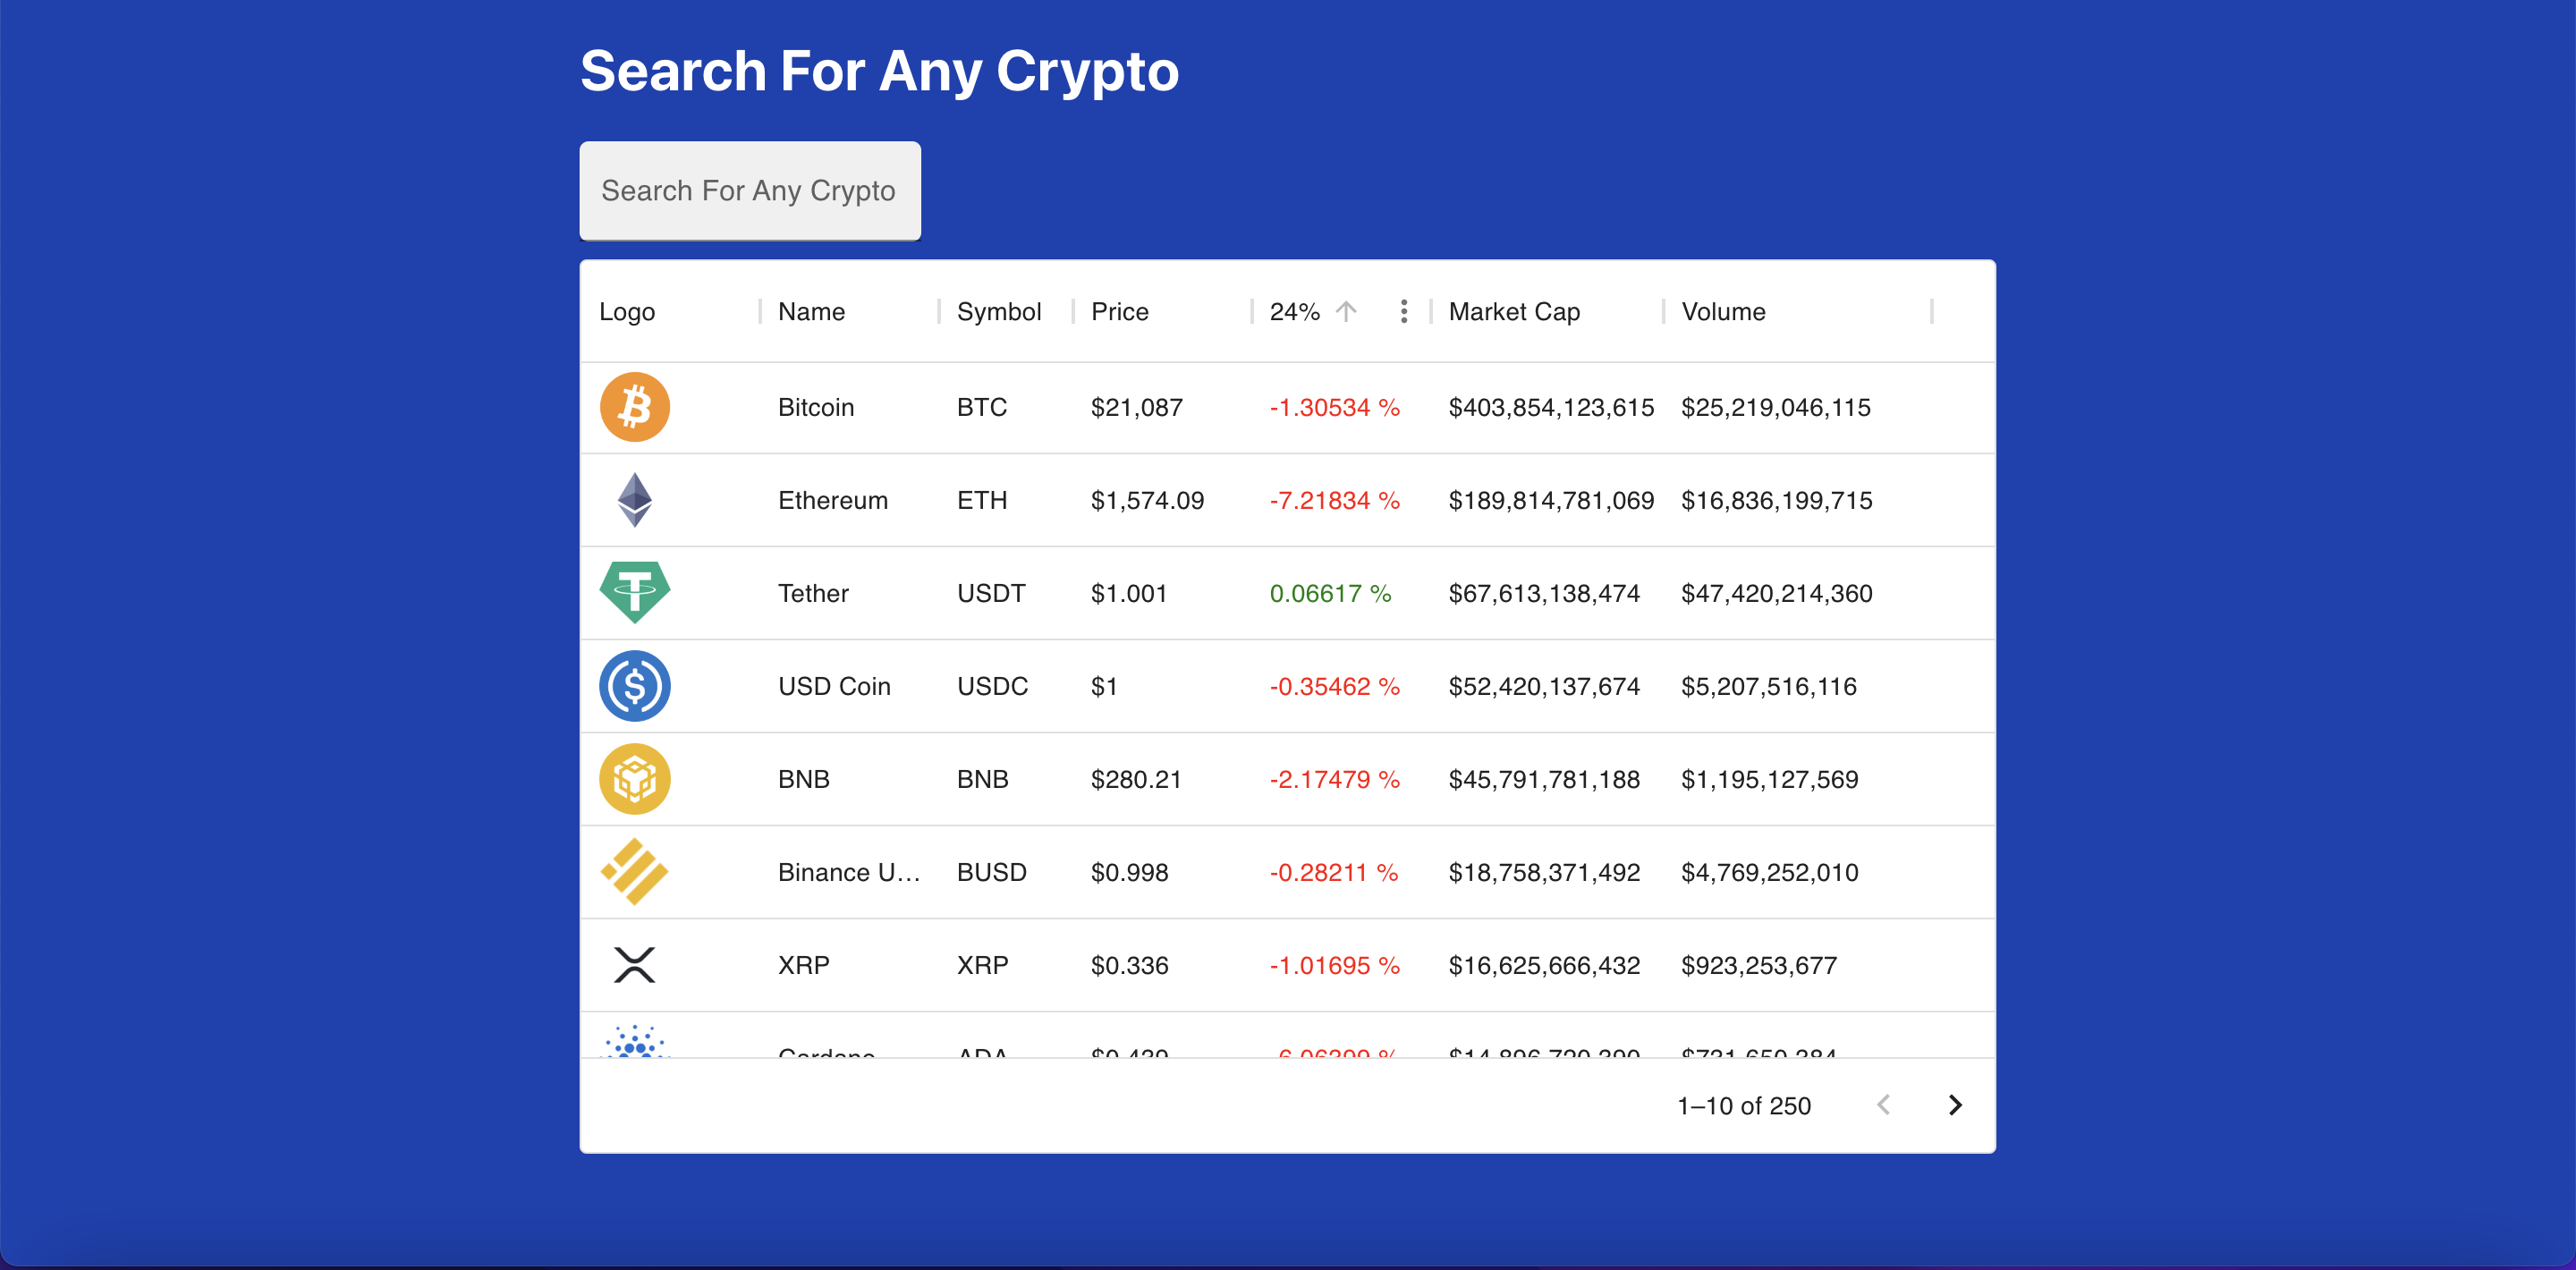 Search For Any Crypto
Search For Any Crypto
Logo Name Symbol Price 24% Market Cap Volume
Bitcoin BTC $21,087 -1.30534 % $403,854,123,615 $25,219,046,115
Ethereum ETH $1,574.09 -7.21834 % $189,814,781,069 $16,836,199,715
Tether USDT $1.001 0.06617 % $67,613,138,474 $47,420,214,360
USD Coin USDC $1 -0.35462 % $52,420,137,674 $5,207,516,116
BNB BNB $280.21 -2.17479 % $45,791,781,188 $1,195,127,569
Binance U... BUSD $0.998 -0.28211 % $18,758,371,492 $4,769,252,010
XRP XRP $0.336 -1.01695 % $16,625,666,432 $923,253,677
Cardano ADA
1–10 of 250